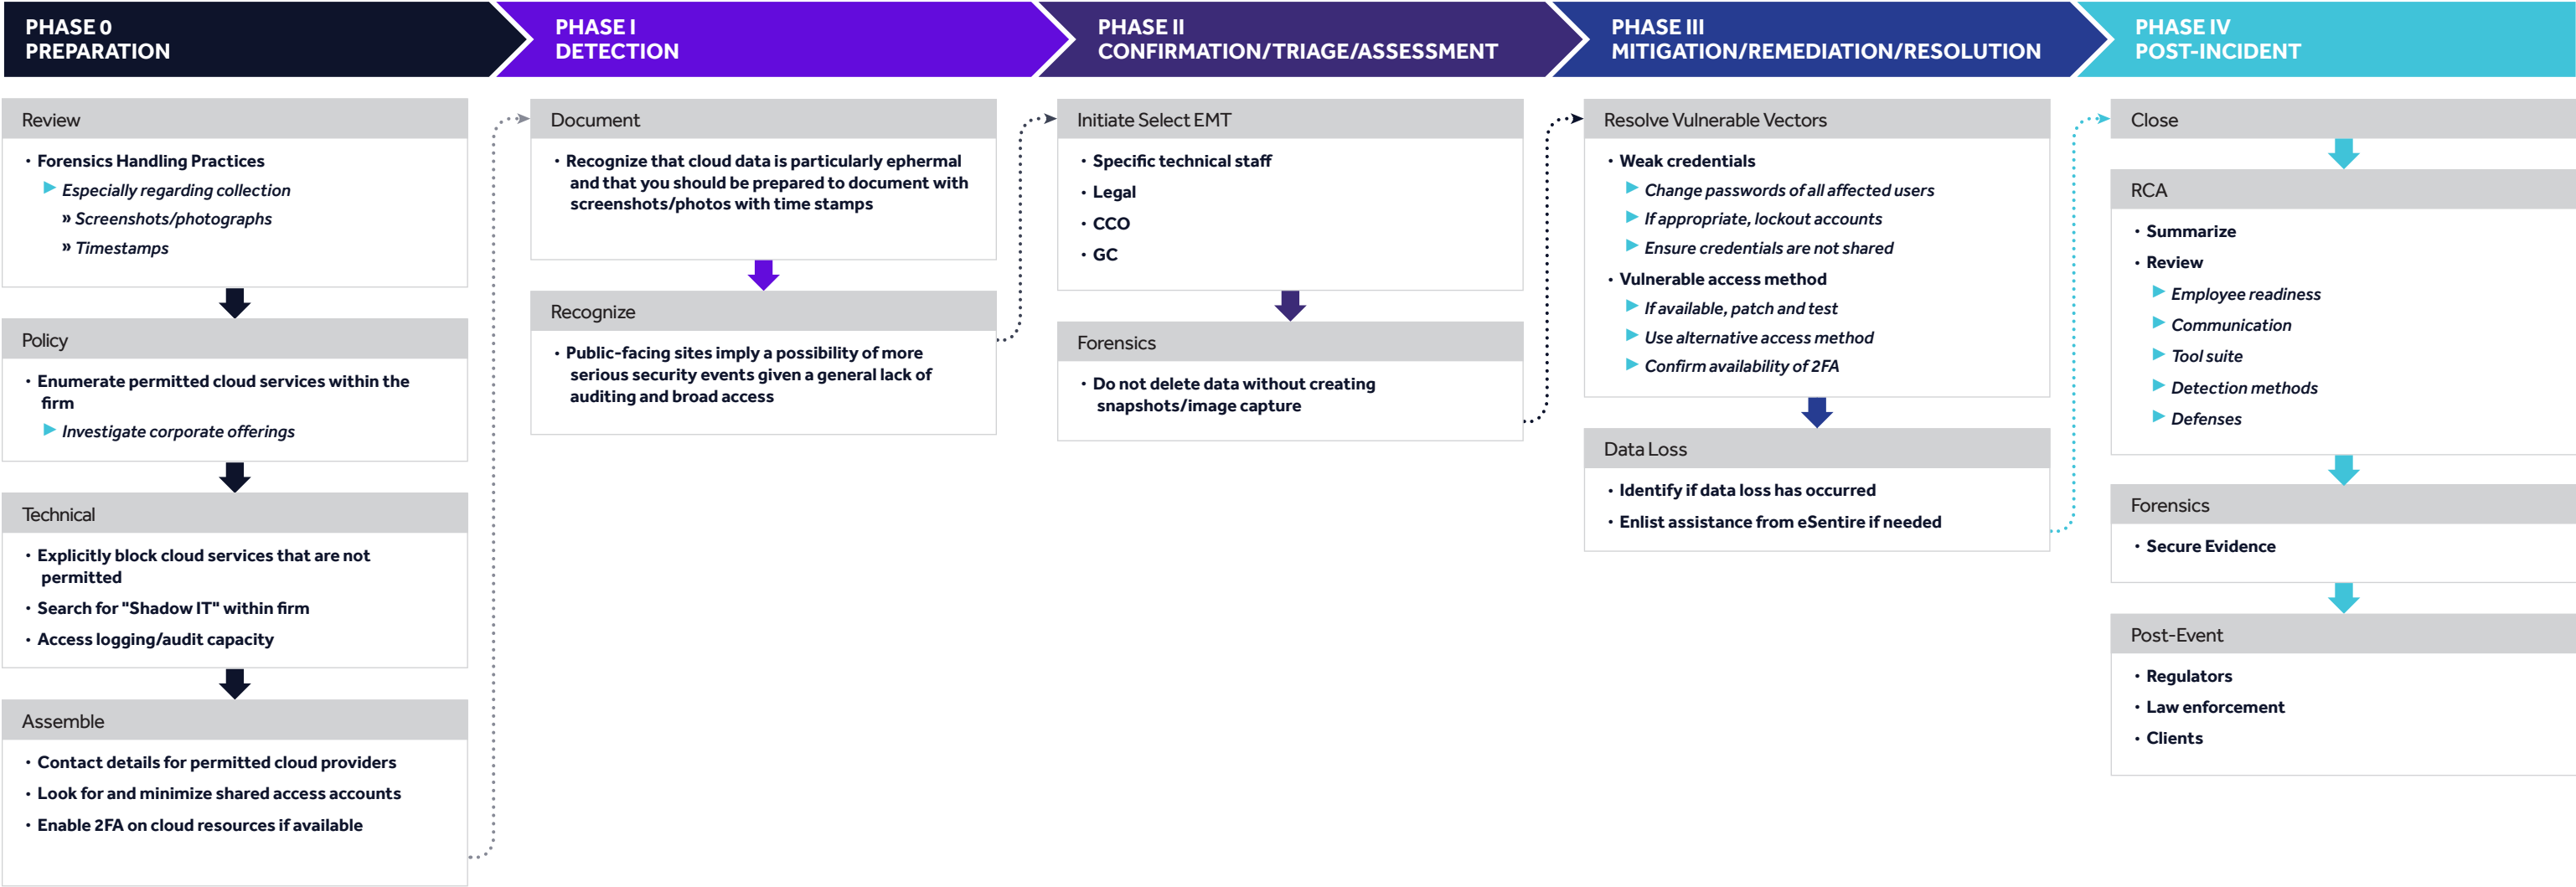 PHASE 0
PREPARATION
PHASE I
DETECTION
PHASE II
CONFIRMATION/TRIAGE/ASSESSMENT
PHASE III
MITIGATION/REMEDIATION/RESOLUTION
PHASE IV
POST-INCIDENT
Review
• Forensics Handling Practices
▶ Especially regarding collection
» Screenshots/photographs
» Timestamps
Policy
• Enumerate permitted cloud services within the
firm
▶ Investigate corporate offerings
Technical
• Explicitly block cloud services that are not
permitted
• Search for "Shadow IT" within firm
• Access logging/audit capacity
Assemble
• Contact details for permitted cloud providers
• Look for and minimize shared access accounts
• Enable 2FA on cloud resources if available
Document
• Recognize that cloud data is particularly ephermal
and that you should be prepared to document with
screenshots/photos with time stamps
Recognize
• Public-facing sites imply a possibility of more
serious security events given a general lack of
auditing and broad access
Initiate Select EMT
• Specific technical staff
• Legal
• CCO
• GC
Forensics
• Do not delete data without creating
snapshots/image capture
Resolve Vulnerable Vectors
• Weak credentials
▶ Change passwords of all affected users
▶ If appropriate, lockout accounts
▶ Ensure credentials are not shared
• Vulnerable access method
▶ If available, patch and test
▶ Use alternative access method
▶ Confirm availability of 2FA
Data Loss
• Identify if data loss has occurred
• Enlist assistance from eSentire if needed
Close
RCA
• Summarize
• Review
▶ Employee readiness
▶ Communication
▶ Tool suite
▶ Detection methods
▶ Defenses
Forensics
• Secure Evidence
Post-Event
• Regulators
• Law enforcement
• Clients